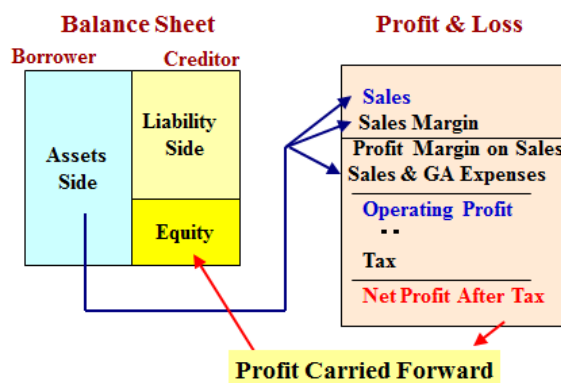 Balance Sheet
Borrower
Creditor
Assets
Side
Liability
Side
Equity
Profit & Loss
Sales
Sales Margin
Profit Margin on Sales
Sales & GA Expenses
Operating Profit
..
Tax
Net Profit After Tax
Profit Carried Forward